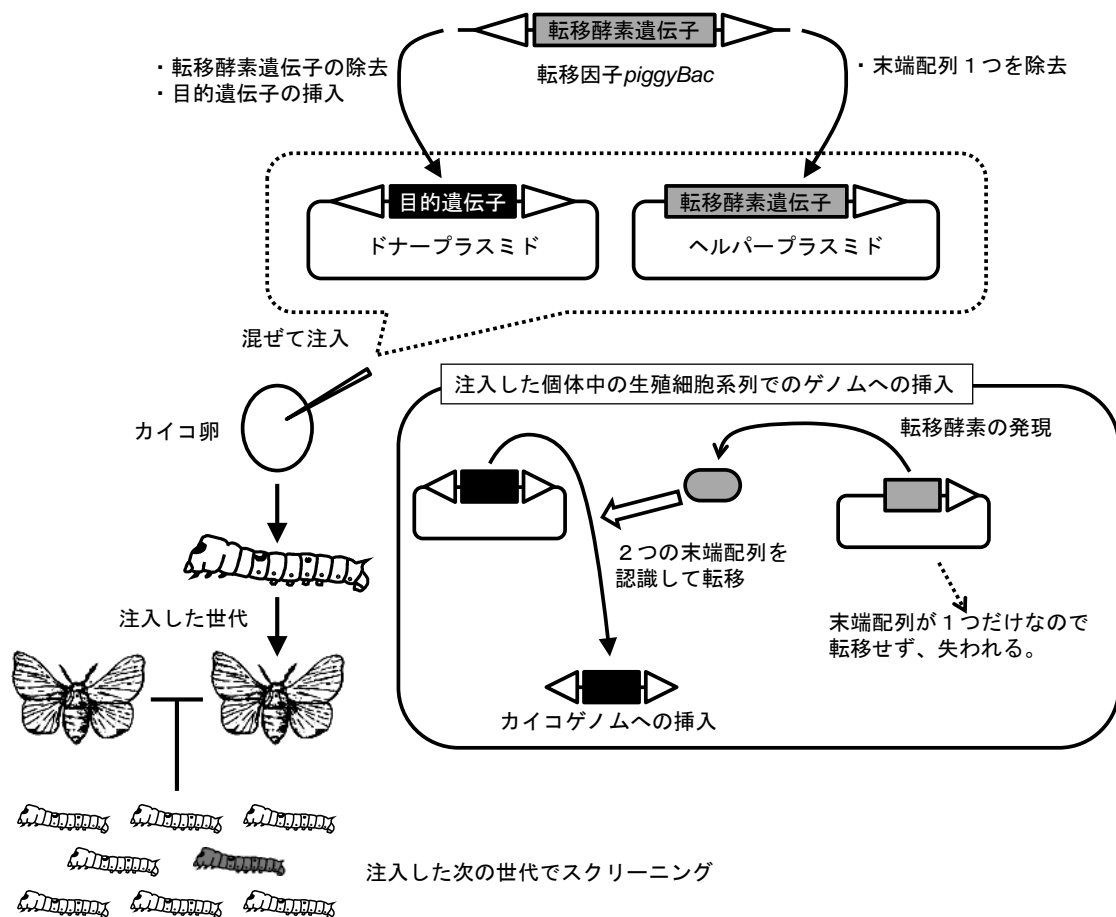 転移酵素遺伝子
・転移酵素遺伝子の除去
・目的遺伝子の挿入
転移因子piggyBac
・末端配列１つを除去
目的遺伝子
転移酵素遺伝子
ドナープラスミド
ヘルパープラスミド
混ぜて注入
カイコ卵
注入した個体中の生殖細胞系列でのゲノムへの挿入
転移酵素の発現
２つの末端配列を
認識して転移
注入した世代
末端配列が１つだけなので
転移せず、失われる。
カイコゲノムへの挿入
注入した次の世代でスクリーニング